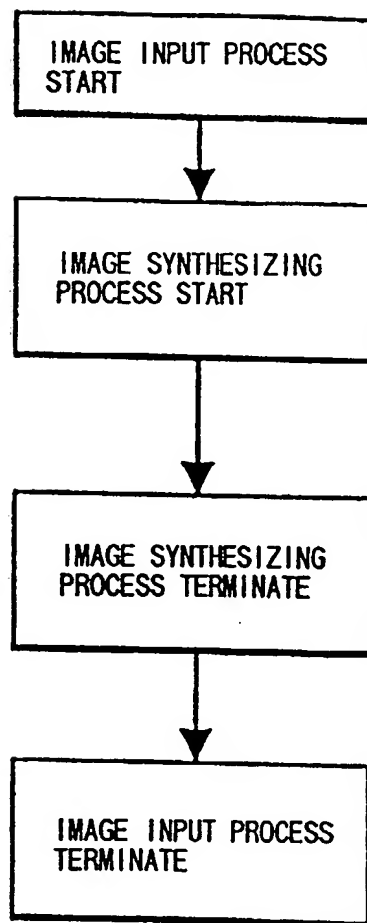 IMAGE INPUT PROCESS
START
IMAGE SYNTHESIZING
PROCESS START
IMAGE SYNTHESIZING
PROCESS TERMINATE
IMAGE INPUT PROCESS
TERMINATE